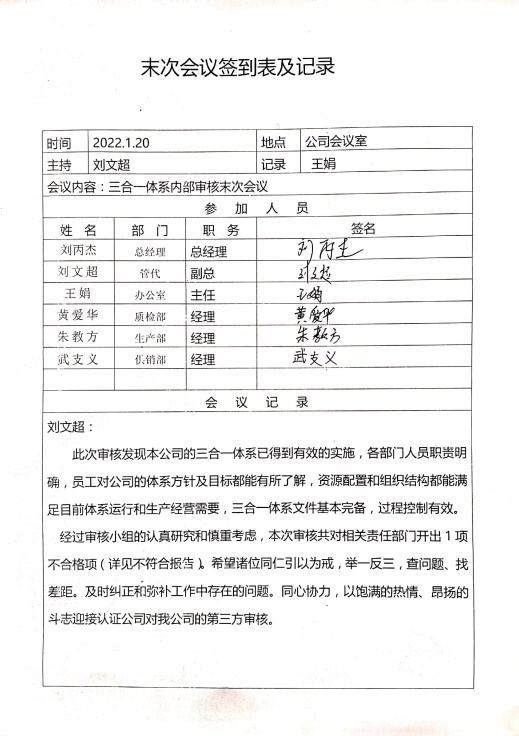 末次会议签到表及记录
时间 2022.1.20 地点 公司会议室
主持 刘文超 记录 王娟
会议内容：三合一体系内部审核末次会议
参 加 人 员
姓 名 部 门 职 务 签名
刘丙杰 总经理 总经理 刘丙杰
刘文超 管代 副总 刘文超
王娟 办公室 主任 王娟
黄爱华 质检部 经理 黄爱华
朱教方 生产部 经理 朱教方
武支义 供销部 经理 武支义
会 议 记 录
刘文超：
此次审核发现本公司的三合一体系已得到有效的实施，各部门人员职责明
确，员工对公司的体系方针及目标都能有所了解，资源配置和组织结构都能满
足目前体系运行和生产经营需要，三合一体系文件基本完备，过程控制有效。
经过审核小组的认真研究和慎重考虑，本次审核共对相关责任部门开出 1 项
不合格项（详见不符合报告）。希望诸位同仁引以为戒，举一反三，查问题、找
差距。及时纠正和弥补工作中存在的问题。同心协力，以饱满的热情、昂扬的
斗志迎接认证公司对我公司的第三方审核。